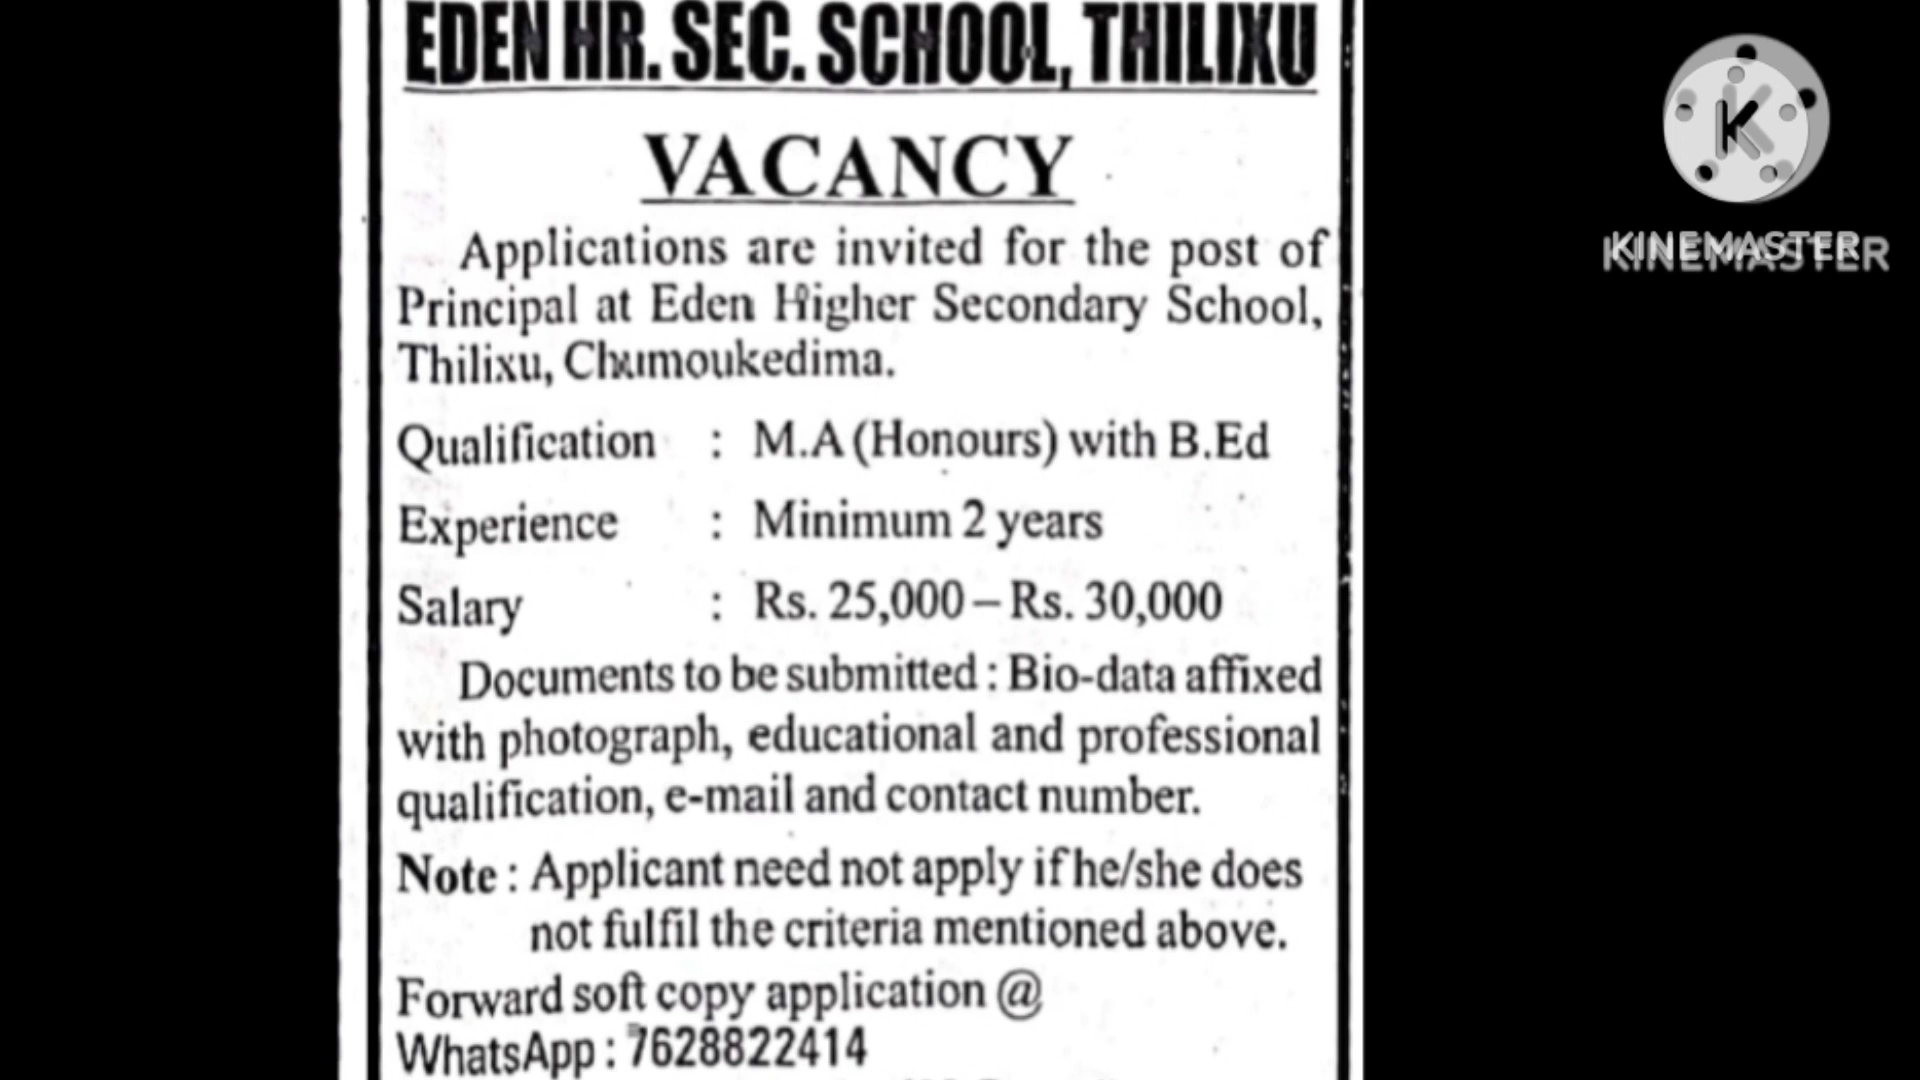 EDEN HR. SEC. SCHOOL, THILIXU
VACANCY
Applications are invited for the post of
Principal at Eden Higher Secondary School,
Thilixu, Chumoukedima.
Qualification : M.A (Honours) with B.Ed
Experience : Minimum 2 years
Salary : Rs. 25,000 – Rs. 30,000
Documents to be submitted : Bio-data affixed
with photograph, educational and professional
qualification, e-mail and contact number.
Note : Applicant need not apply if he/she does
not fulfil the criteria mentioned above.
Forward soft copy application @
WhatsApp : 7628822414
K
KINEMASTER